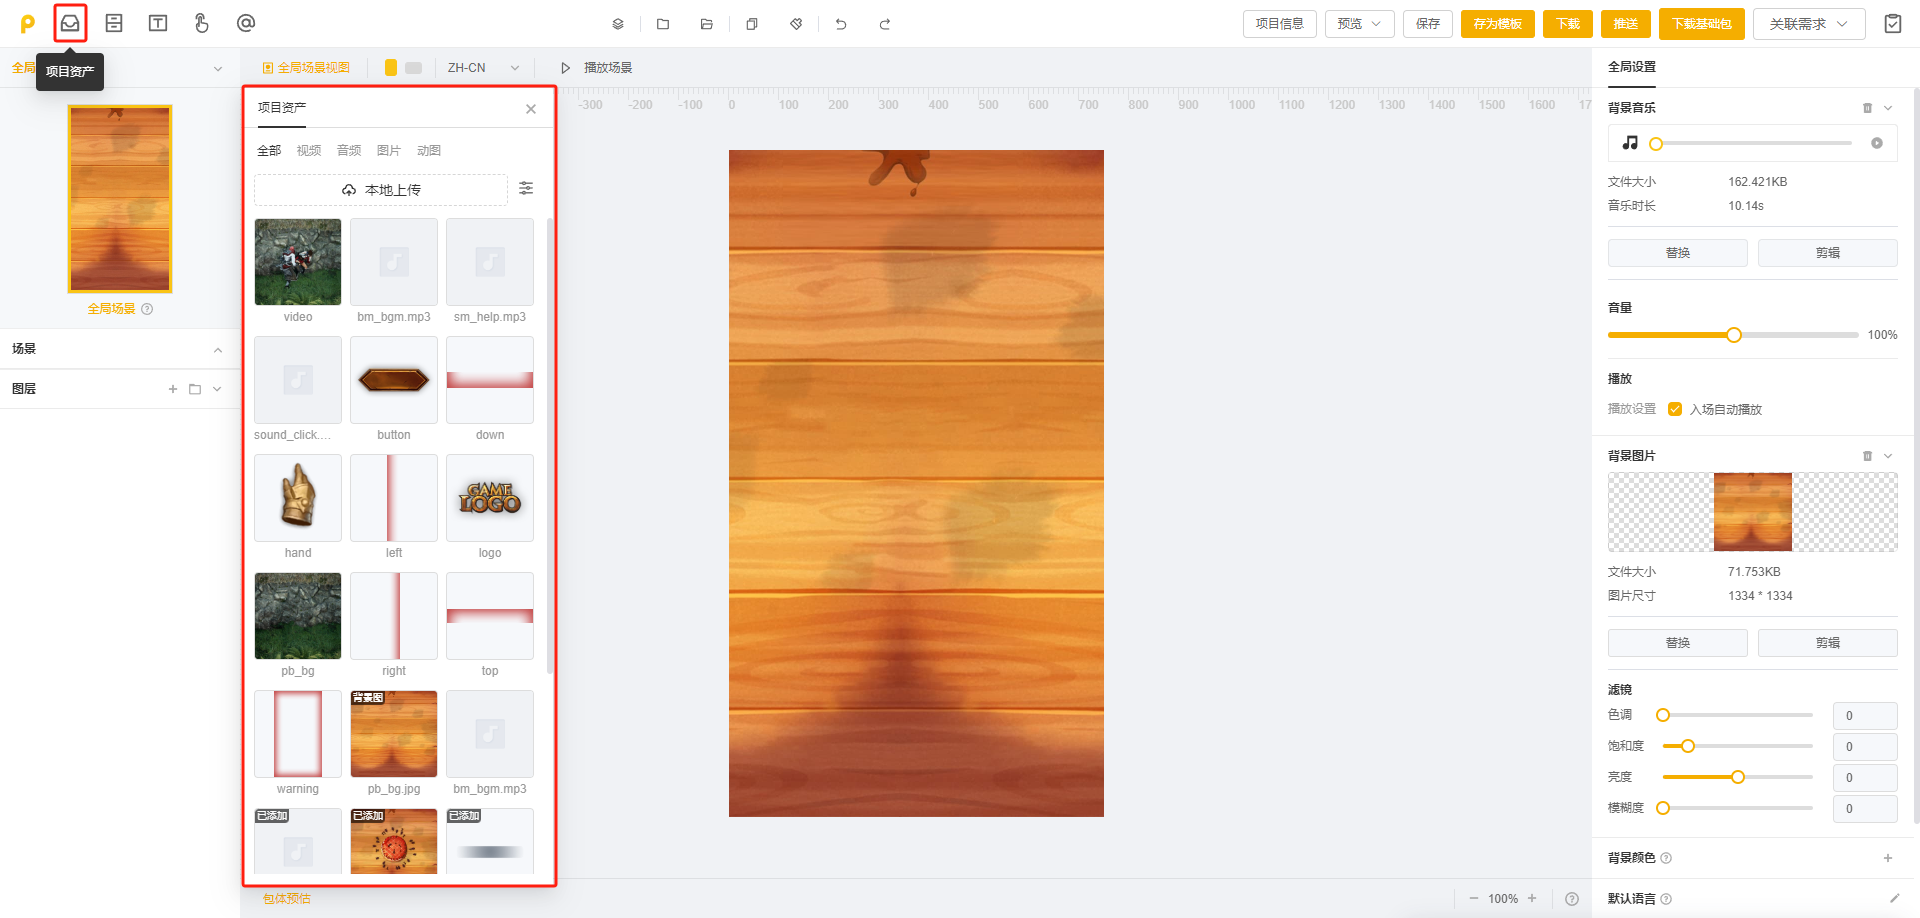 项目信息
预览
保存
存为模板
下载
推送
下载基础包
关联需求
项目资产
全局
全局场景视图
ZH-CN
播放场景
全局场景
场景
图层
项目资产
全部 视频 音频 图片 动图
本地上传
video
bm_bgm.mp3
sm_help.mp3
sound_click....
button
down
hand
left
GAME
LOGO
logo
pb_bg
right
top
warning
背景图
pb_bg.jpg
bm_bgm.mp3
已添加
已添加
已添加
包体预估
-300 -200 -100 0 100 200 300 400 500 600 700 800 900 1000 1100 1200 1300 1400 1500 1600 17
100%
全局设置
背景音乐
文件大小 162.421KB
音乐时长 10.14s
替换 剪辑
音量
100%
播放
播放设置 入场自动播放
背景图片
文件大小 71.753KB
图片尺寸 1334 * 1334
替换 剪辑
滤镜
色调 0
饱和度 0
亮度 0
模糊度 0
背景颜色
默认语言